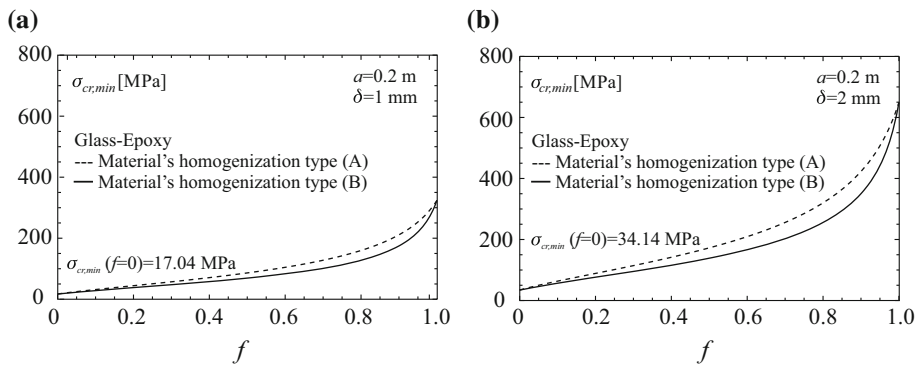 (a)
800
600
400
200
0
σcr,min[MPa]
a=0.2 m
δ=1 mm
Glass-Epoxy
Material's homogenization type (A)
Material's homogenization type (B)
σcr,min (f=0)=17.04 MPa
0 0.2 0.4 0.6 0.8 1.0
f
(b)
800
600
400
200
0
σcr,min[MPa]
a=0.2 m
δ=2 mm
Glass-Epoxy
Material's homogenization type (A)
Material's homogenization type (B)
σcr,min (f=0)=34.14 MPa
0 0.2 0.4 0.6 0.8 1.0
f